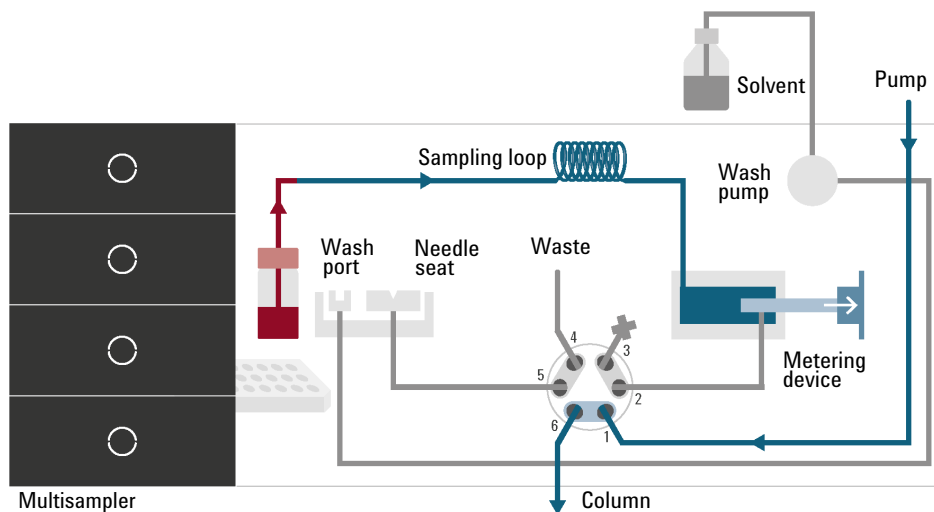 Solvent
Pump
Sampling loop
Wash
pump
Wash
port
Needle
seat
Waste
4
3
5
2
Metering
device
6
1
Multisampler
Column